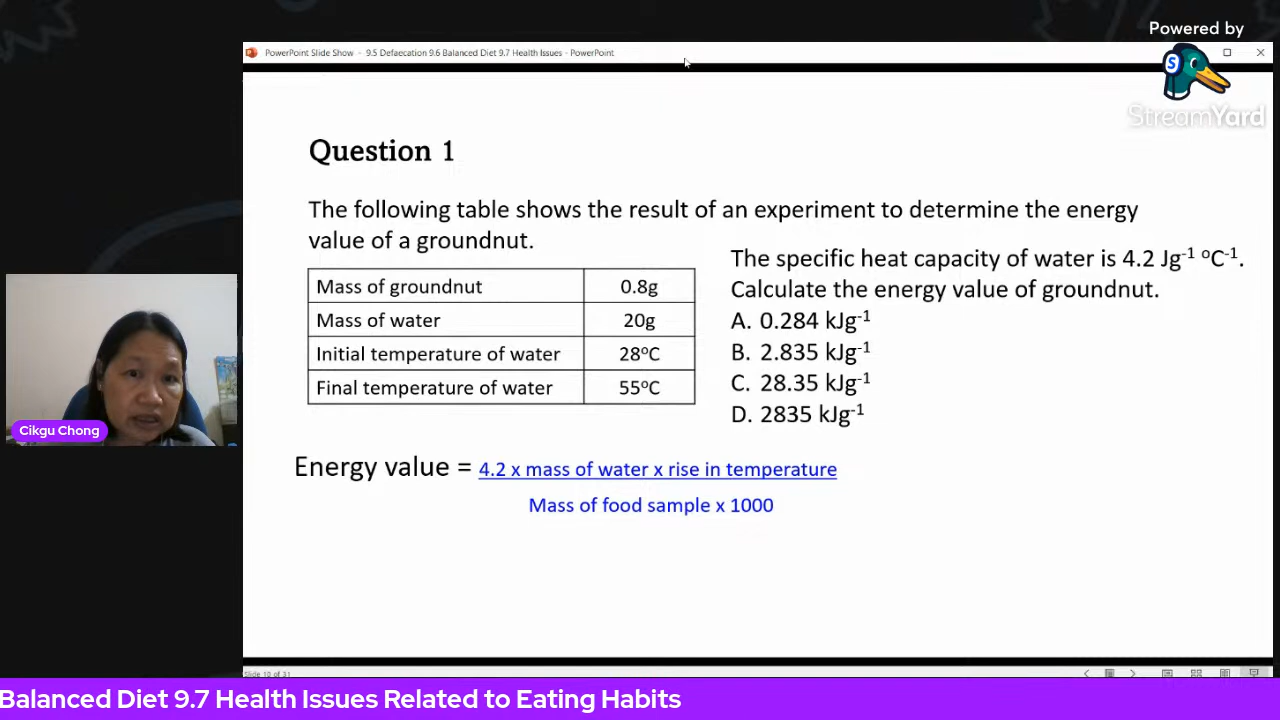 Powered by
StreamYard
PowerPoint Slide Show - 9.5 Defaecation 9.6 Balanced Diet 9.7 Health Issues - PowerPoint
Question 1
The following table shows the result of an experiment to determine the energy
value of a groundnut.
Mass of groundnut 0.8g
Mass of water 20g
Initial temperature of water 28°C
Final temperature of water 55°C
The specific heat capacity of water is 4.2 Jg⁻¹ °C⁻¹.
Calculate the energy value of groundnut.
A. 0.284 kJg⁻¹
B. 2.835 kJg⁻¹
C. 28.35 kJg⁻¹
D. 2835 kJg⁻¹
Energy value = 4.2 x mass of water x rise in temperature
Mass of food sample x 1000
Cikgu Chong
Slide 10 of 31
Balanced Diet 9.7 Health Issues Related to Eating Habits